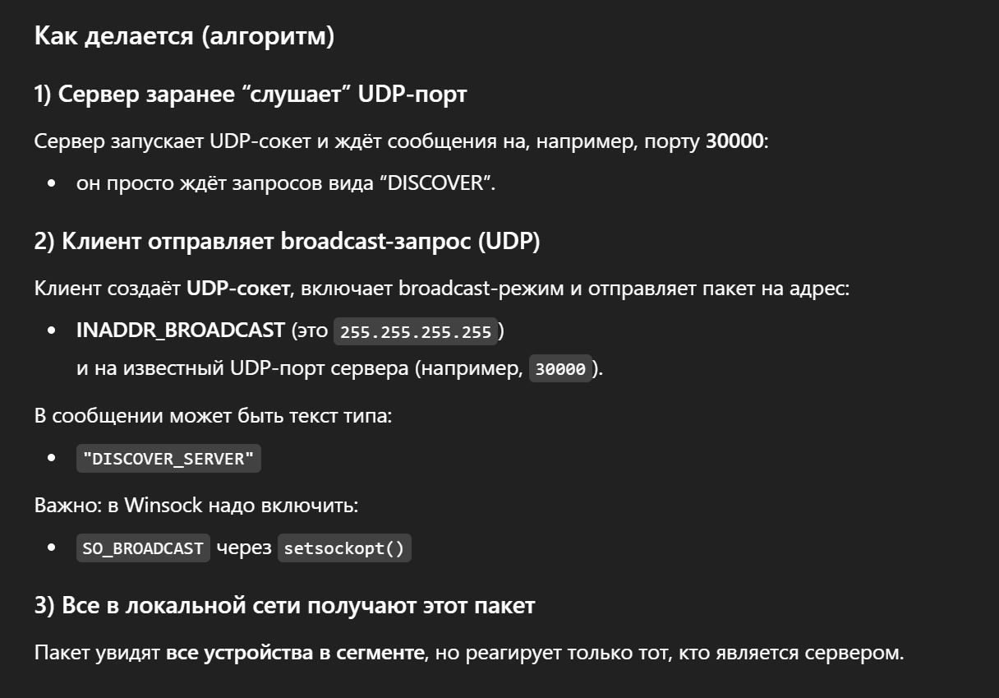 Как делается (алгоритм)
1) Сервер заранее “слушает” UDP-порт
Сервер запускает UDP-сокет и ждёт сообщения на, например, порту 30000:
• он просто ждёт запросов вида “DISCOVER”.
2) Клиент отправляет broadcast-запрос (UDP)
Клиент создаёт UDP-сокет, включает broadcast-режим и отправляет пакет на адрес:
• INADDR_BROADCAST (это 255.255.255.255)
и на известный UDP-порт сервера (например, 30000).
В сообщении может быть текст типа:
• "DISCOVER_SERVER"
Важно: в Winsock надо включить:
• SO_BROADCAST через setsockopt()
3) Все в локальной сети получают этот пакет
Пакет увидят все устройства в сегменте, но реагирует только тот, кто является сервером.